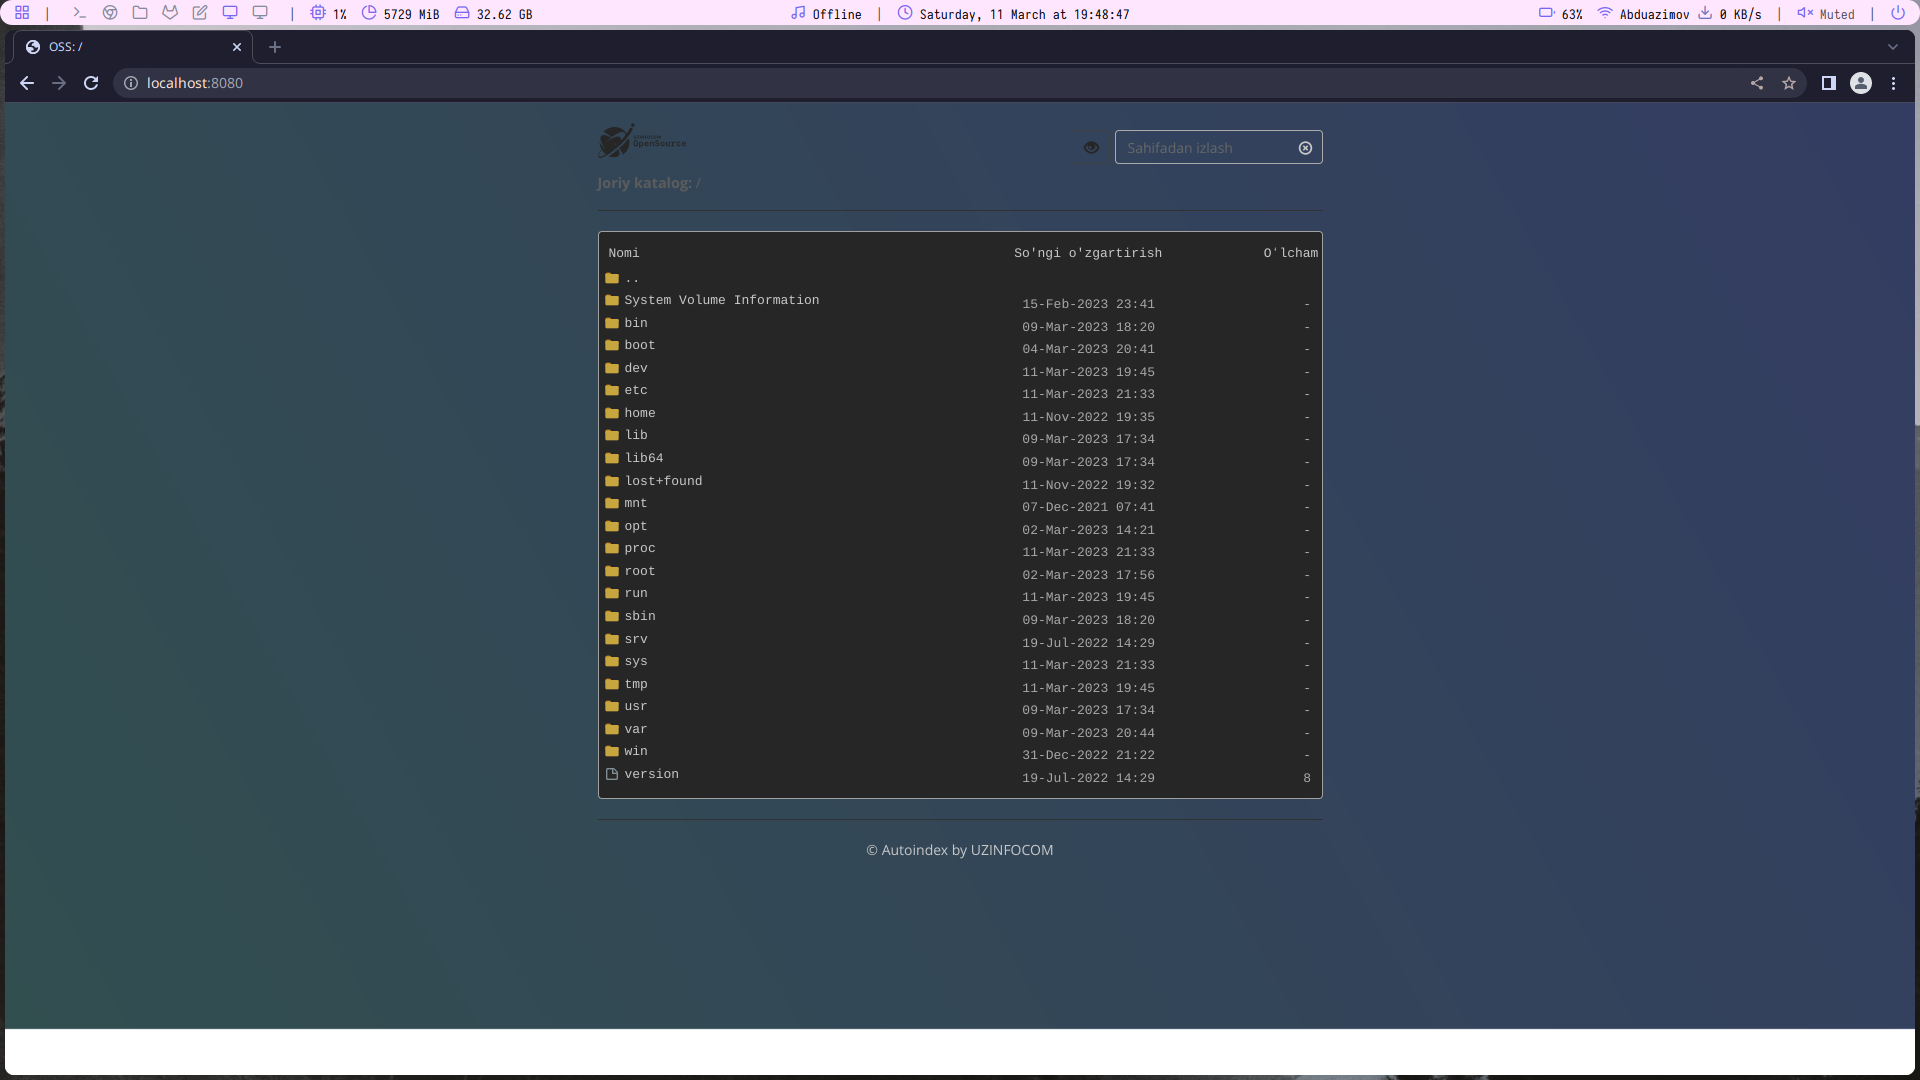 | | 1% 5729 MiB 32.62 GB Offline | Saturday, 11 March at 19:48:47 63% Abduazimov 0 KB/s | Muted |
OSS: /
localhost:8080
OpenSource
Sahifadan izlash
Joriy katalog: /
Nomi So'ngi o'zgartirish O'lcham
..
System Volume Information 15-Feb-2023 23:41 -
bin 09-Mar-2023 18:20 -
boot 04-Mar-2023 20:41 -
dev 11-Mar-2023 19:45 -
etc 11-Mar-2023 21:33 -
home 11-Nov-2022 19:35 -
lib 09-Mar-2023 17:34 -
lib64 09-Mar-2023 17:34 -
lost+found 11-Nov-2022 19:32 -
mnt 07-Dec-2021 07:41 -
opt 02-Mar-2023 14:21 -
proc 11-Mar-2023 21:33 -
root 02-Mar-2023 17:56 -
run 11-Mar-2023 19:45 -
sbin 09-Mar-2023 18:20 -
srv 19-Jul-2022 14:29 -
sys 11-Mar-2023 21:33 -
tmp 11-Mar-2023 19:45 -
usr 09-Mar-2023 17:34 -
var 09-Mar-2023 20:44 -
win 31-Dec-2022 21:22 -
version 19-Jul-2022 14:29 8
© Autoindex by UZINFOCOM